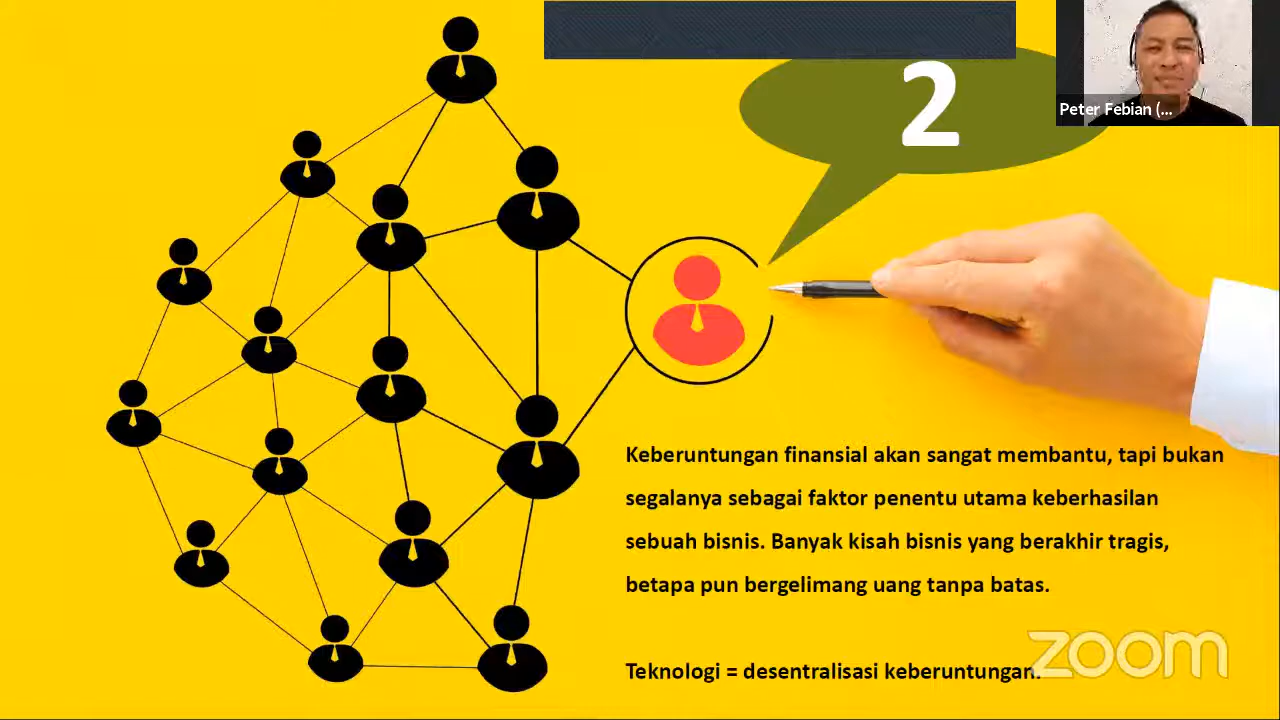 2
Peter Febian (...
Keberuntungan finansial akan sangat membantu, tapi bukan
segalanya sebagai faktor penentu utama keberhasilan
sebuah bisnis. Banyak kisah bisnis yang berakhir tragis,
betapa pun bergelimang uang tanpa batas.
Teknologi = desentralisasi keberuntungan.
zoom